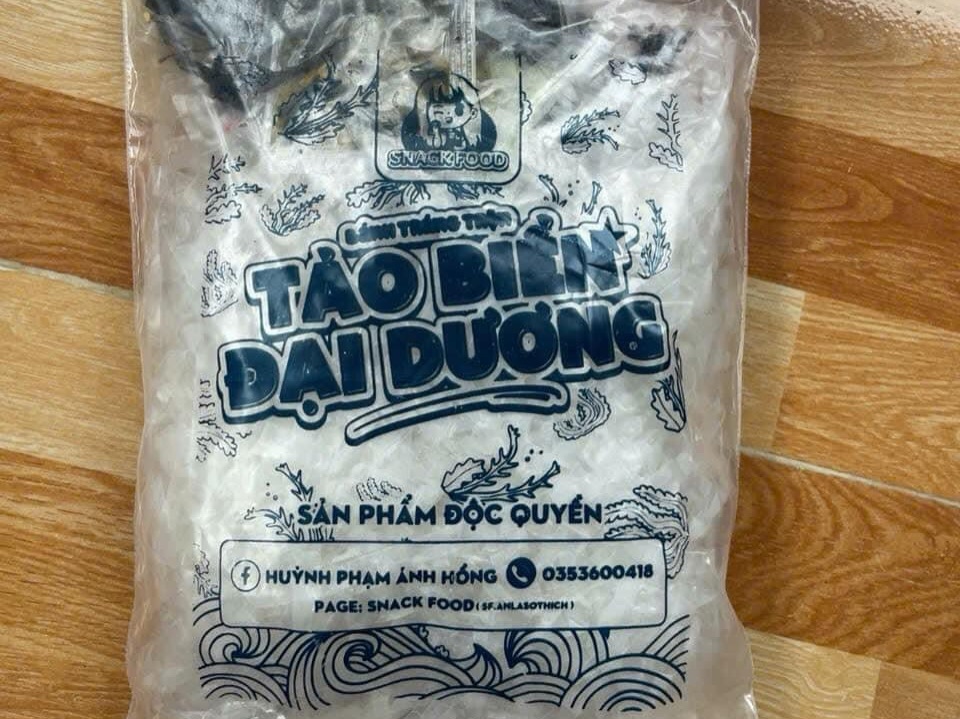 SNACK FOOD
BÁNH TRÁNG TRỘN
TẢO BIỂN
ĐẠI DƯƠNG
SẢN PHẨM ĐỘC QUYỀN
HUỲNH PHẠM ÁNH HỒNG 0353600418
PAGE: SNACK FOOD (SF.ANLASOTHICH)